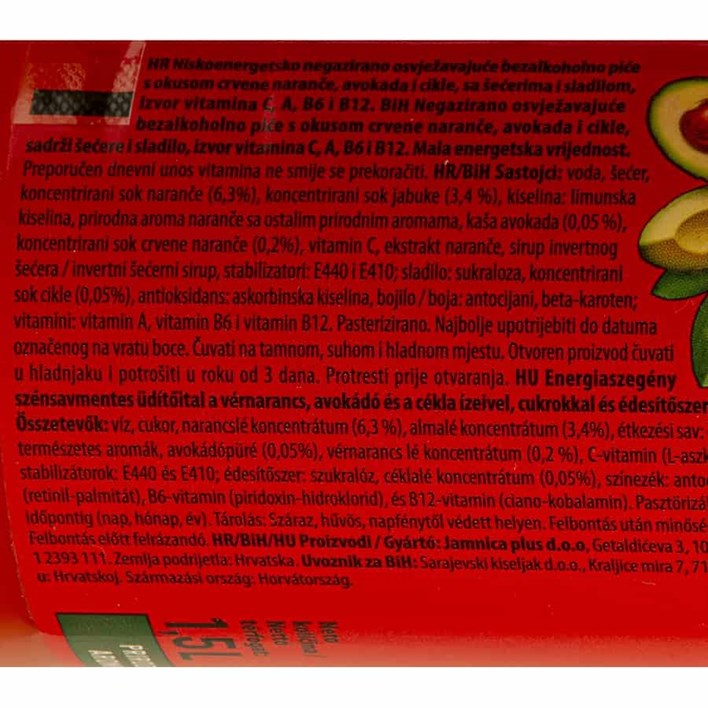 HR Niskoenergetsko negazirano osvježavajuće bezalkoholno piće
s okusom crvene naranče, avokada i cikle, sa šećerima i sladilom,
izvor vitamina C, A, B6 i B12. BiH Negazirano osvježavajuće
bezalkoholno piće s okusom crvene naranče, avokada i cikle,
sadrži šećere i sladilo, izvor vitamina C, A, B6 i B12. Mala energetska vrijednost.
Preporučen dnevni unos vitamina ne smije se prekoračiti. HR/BiH Sastojci: voda, šećer,
koncentrirani sok naranče (6,3%), koncentrirani sok jabuke (3,4 %), kiselina: limunska
kiselina, prirodna aroma naranče sa ostalim prirodnim aromama, kaša avokada (0,05 %),
koncentrirani sok crvene naranče (0,2%), vitamin C, ekstrakt naranče, sirup invertnog
šećera / invertni šećerni sirup, stabilizatori: E440 i E410; sladilo: sukraloza, koncentrirani
sok cikle (0,05%), antioksidans: askorbinska kiselina, bojilo / boja: antocijani, beta-karoten;
vitamini: vitamin A, vitamin B6 i vitamin B12. Pasterizirano. Najbolje upotrijebiti do datuma
označenog na vratu boce. Čuvati na tamnom, suhom i hladnom mjestu. Otvoren proizvod čuvati
u hladnjaku i potrošiti u roku od 3 dana. Protresti prije otvaranja. HU Energiaszegény
szénsavmentes üdítőital a vérnarancs, avokádó és a cékla ízeivel, cukrokkal és édesítőszer
Összetevők: víz, cukor, narancslé koncentrátum (6,3 %), almalé koncentrátum (3,4%), étkezési sav:
természetes aromák, avokádópüré (0,05%), vérnarancs lé koncentrátum (0,2 %), C-vitamin (L-aszk
stabilizátorok: E440 és E410; édesítőszer: szukralóz, céklalé koncentrátum (0,05%), színezék: anto
(retinil-palmitát), B6-vitamin (piridoxin-hidroklorid), és B12-vitamin (ciano-kobalamin). Pasztőrizá
időpontig (nap, hónap, év). Tárolás: Száraz, hűvös, napfénytől védett helyen. Felbontás után minősé
Felbontás előtt felrázandó. HR/BiH/HU Proizvodi / Gyártó: Jamnica plus d.o.o, Getaldićeva 3, 10
1 2393 111. Zemlja podrijetla: Hrvatska. Uvoznik za BiH: Sarajevski kiseljak d.o.o., Kraljice mira 7, 71
u: Hrvatskoj. Származási ország: Horvátország.
Neto
količina /
Nettó
térfogat:
1,5L